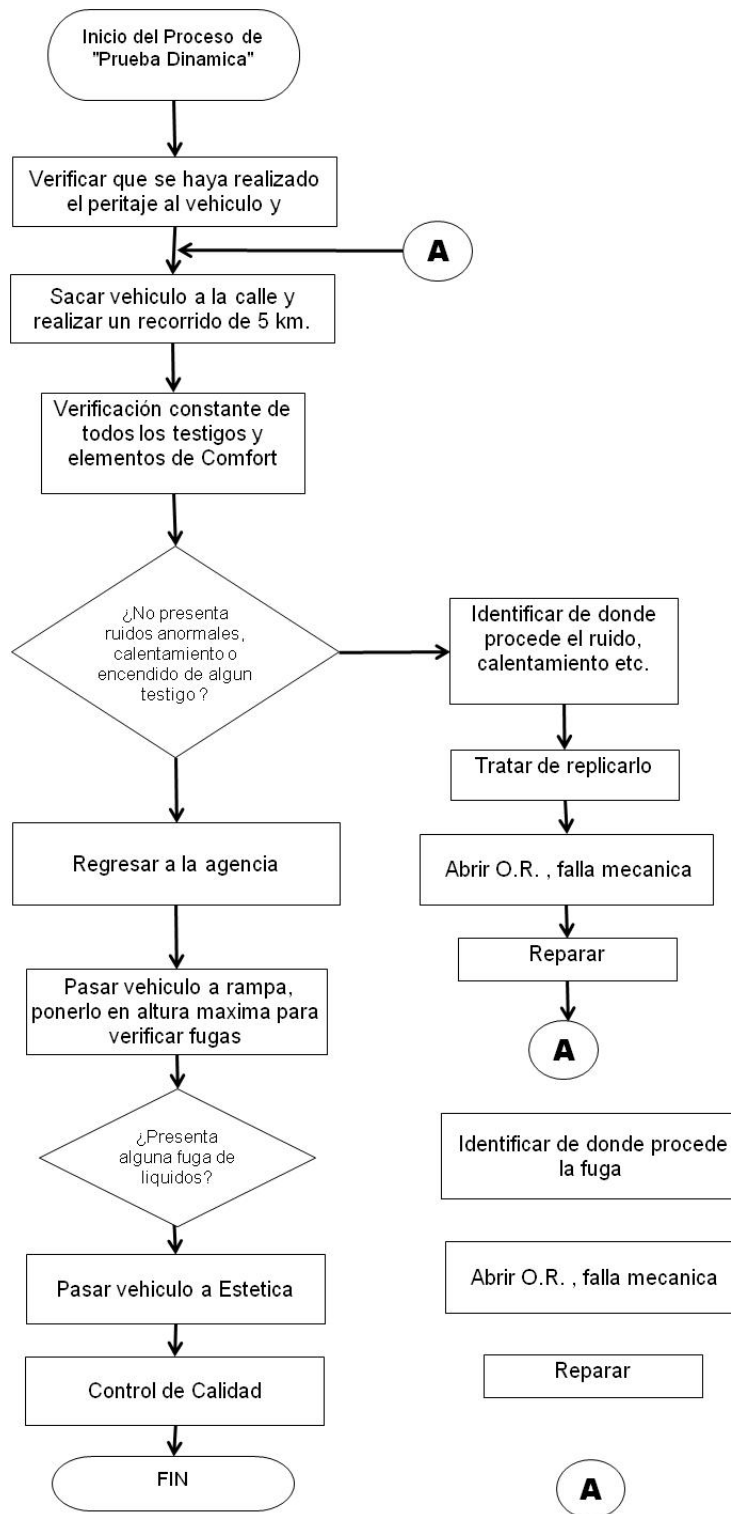 Inicio del Proceso de
"Prueba Dinamica"
Verificar que se haya realizado
el peritaje al vehiculo y
A
Sacar vehiculo a la calle y
realizar un recorrido de 5 km.
Verificación constante de
todos los testigos y
elementos de Comfort
¿No presenta
ruidos anormales,
calentamiento o
encendido de algun
testigo ?
Identificar de donde
procede el ruido,
calentamiento etc.
Tratar de replicarlo
Abrir O.R. , falla mecanica
Reparar
A
Regresar a la agencia
Pasar vehiculo a rampa,
ponerlo en altura maxima para
verificar fugas
¿Presenta
alguna fuga de
liquidos?
Identificar de donde procede
la fuga
Abrir O.R. , falla mecanica
Reparar
A
Pasar vehiculo a Estetica
Control de Calidad
FIN